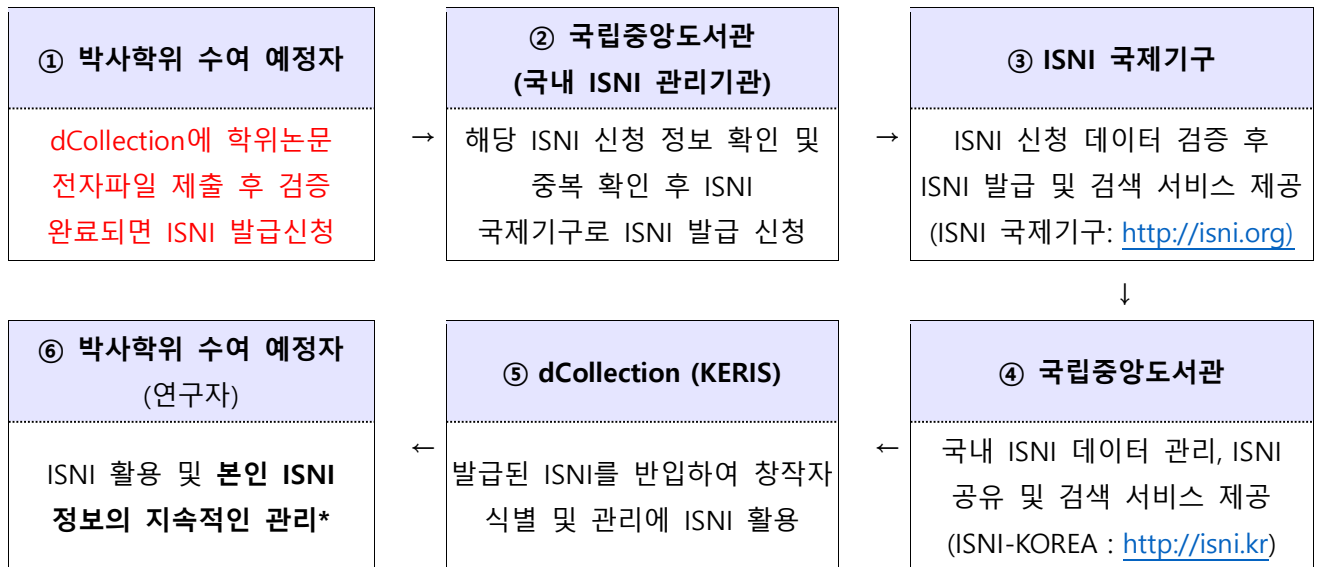 ① 박사학위 수여 예정자
dCollection에 학위논문
전자파일 제출 후 검증
완료되면 ISNI 발급신청
→
② 국립중앙도서관
(국내 ISNI 관리기관)
해당 ISNI 신청 정보 확인 및
중복 확인 후 ISNI
국제기구로 ISNI 발급 신청
→
③ ISNI 국제기구
ISNI 신청 데이터 검증 후
ISNI 발급 및 검색 서비스 제공
(ISNI 국제기구: http://isni.org)
↓
④ 국립중앙도서관
국내 ISNI 데이터 관리, ISNI
공유 및 검색 서비스 제공
(ISNI-KOREA : http://isni.kr)
←
⑤ dCollection (KERIS)
발급된 ISNI를 반입하여 창작자
식별 및 관리에 ISNI 활용
←
⑥ 박사학위 수여 예정자
(연구자)
ISNI 활용 및 본인 ISNI
정보의 지속적인 관리*